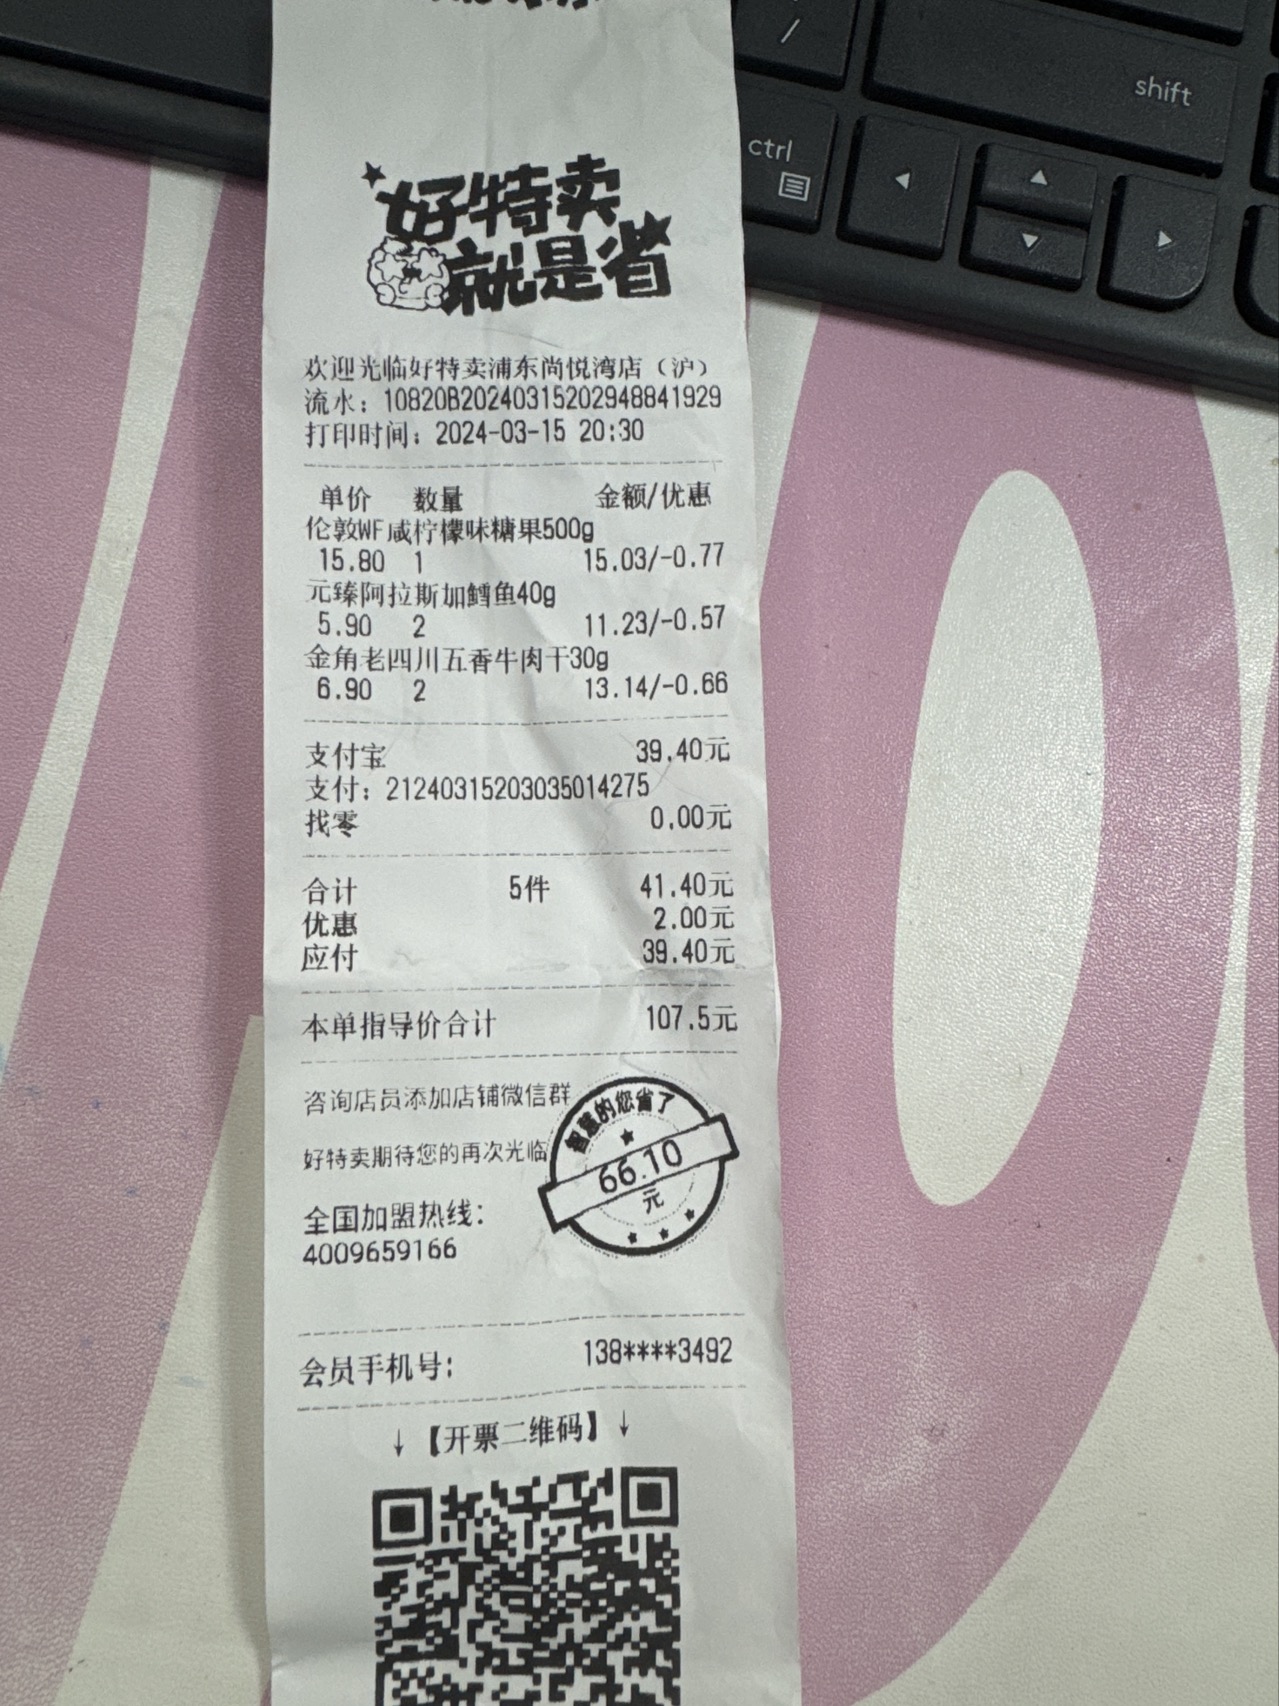 /
shift
ctrl
好特卖
就是省
欢迎光临好特卖浦东尚悦湾店（沪）
流水：10820B20240315202948841929
打印时间：2024-03-15 20:30
单价 数量 金额/优惠
伦敦WF咸柠檬味糖果500g
15.80 1 15.03/-0.77
元臻阿拉斯加鳕鱼40g
5.90 2 11.23/-0.57
金角老四川五香牛肉干30g
6.90 2 13.14/-0.66
支付宝 39.40元
支付：21240315203035014275
找零 0.00元
合计 5件 41.40元
优惠 2.00元
应付 39.40元
本单指导价合计 107.5元
咨询店员添加店铺微信群
好特卖期待您的再次光临
智慧的您省了
66.10
元
全国加盟热线：
4009659166
会员手机号： 138****3492
↓【开票二维码】↓